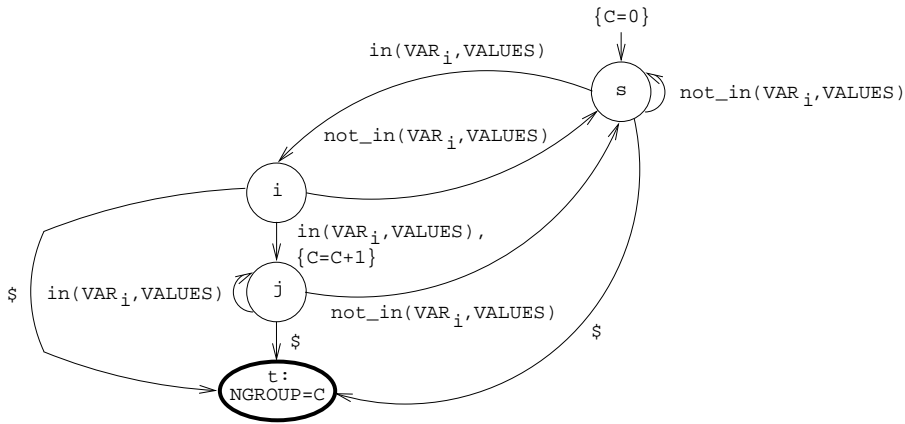 {C=0}
in(VAR_i,VALUES)
s
not_in(VAR_i,VALUES)
not_in(VAR_i,VALUES)
i
in(VAR_i,VALUES),
{C=C+1}
$
in(VAR_i,VALUES)
j
not_in(VAR_i,VALUES)
$
$
t:
NGROUP=C